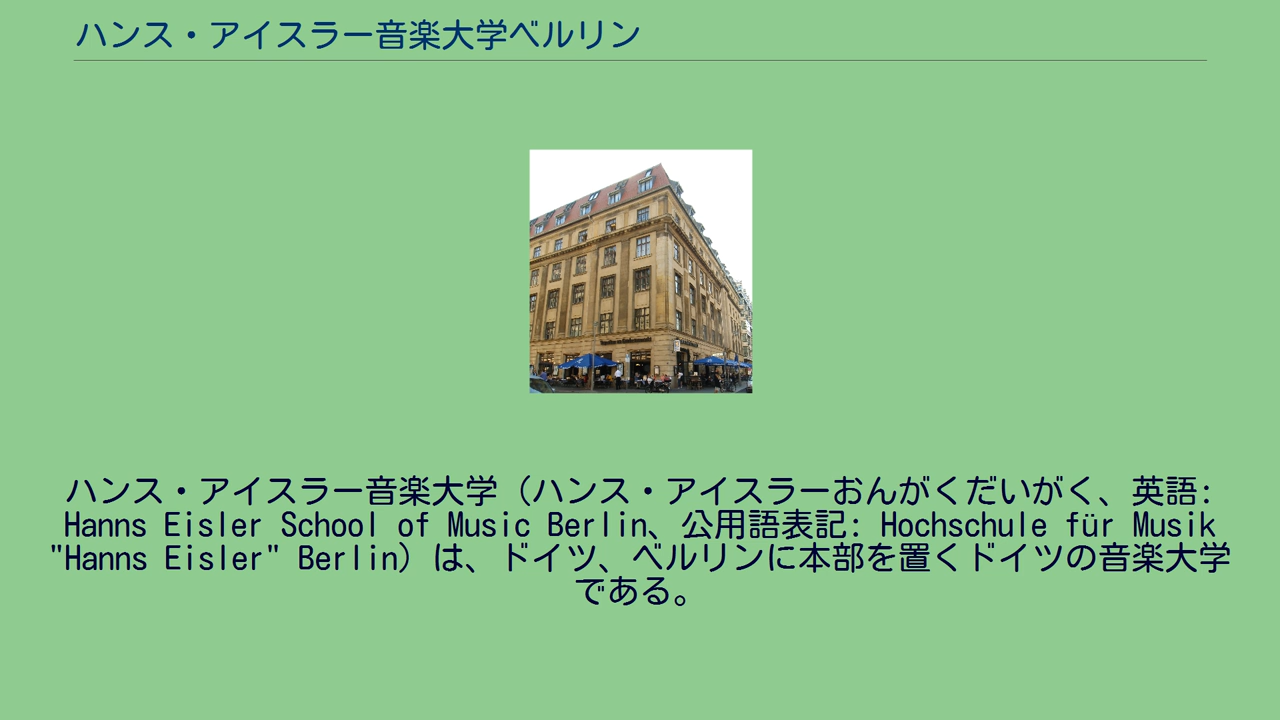 ハンス・アイスラー音楽大学ベルリン
ハンス・アイスラー音楽大学（ハンス・アイスラーおんがくだいがく、英語:
Hanns Eisler School of Music Berlin、公用語表記: Hochschule für Musik
"Hanns Eisler" Berlin）は、ドイツ、ベルリンに本部を置くドイツの音楽大学
である。